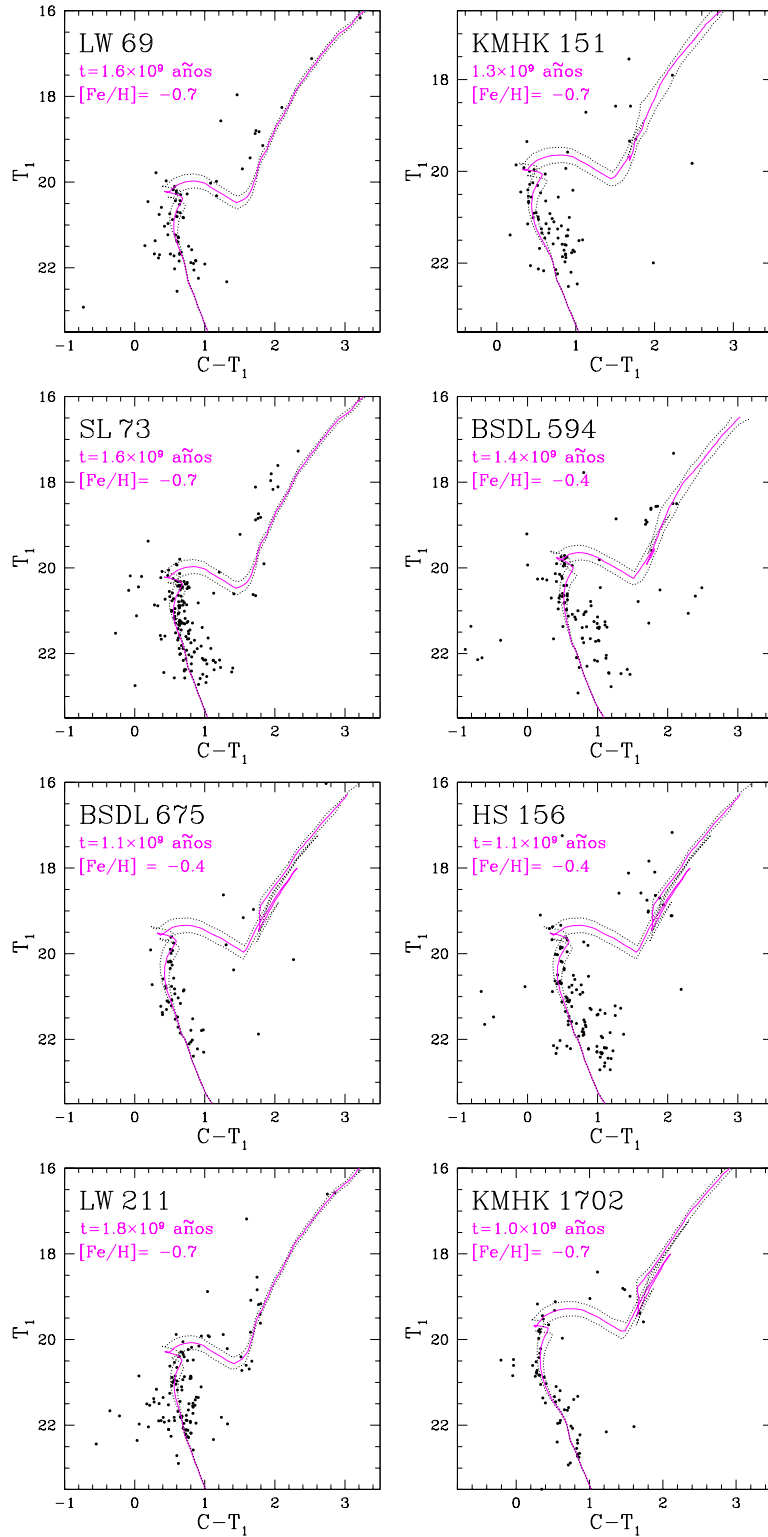 LW 69
t=1.6×10⁹ años
[Fe/H]= −0.7
16
18
20
22
T₁
−1
0
1
2
3
C−T₁
KMHK 151
1.3×10⁹ años
[Fe/H]= −0.7
18
20
22
T₁
0
1
2
3
C−T₁
SL 73
t=1.6×10⁹ años
[Fe/H]= −0.7
16
18
20
22
T₁
−1
0
1
2
3
C−T₁
BSDL 594
t=1.4×10⁹ años
[Fe/H]= −0.4
16
18
20
22
T₁
−1
0
1
2
3
C−T₁
BSDL 675
t=1.1×10⁹ años
[Fe/H] = −0.4
16
18
20
22
T₁
−1
0
1
2
3
C−T₁
HS 156
t=1.1×10⁹ años
[Fe/H]= −0.4
16
18
20
22
T₁
−1
0
1
2
3
C−T₁
LW 211
t=1.8×10⁹ años
[Fe/H]= −0.7
16
18
20
22
T₁
−1
0
1
2
3
C−T₁
KMHK 1702
t=1.0×10⁹ años
[Fe/H]= −0.7
16
18
20
22
T₁
0
1
2
3
C−T₁